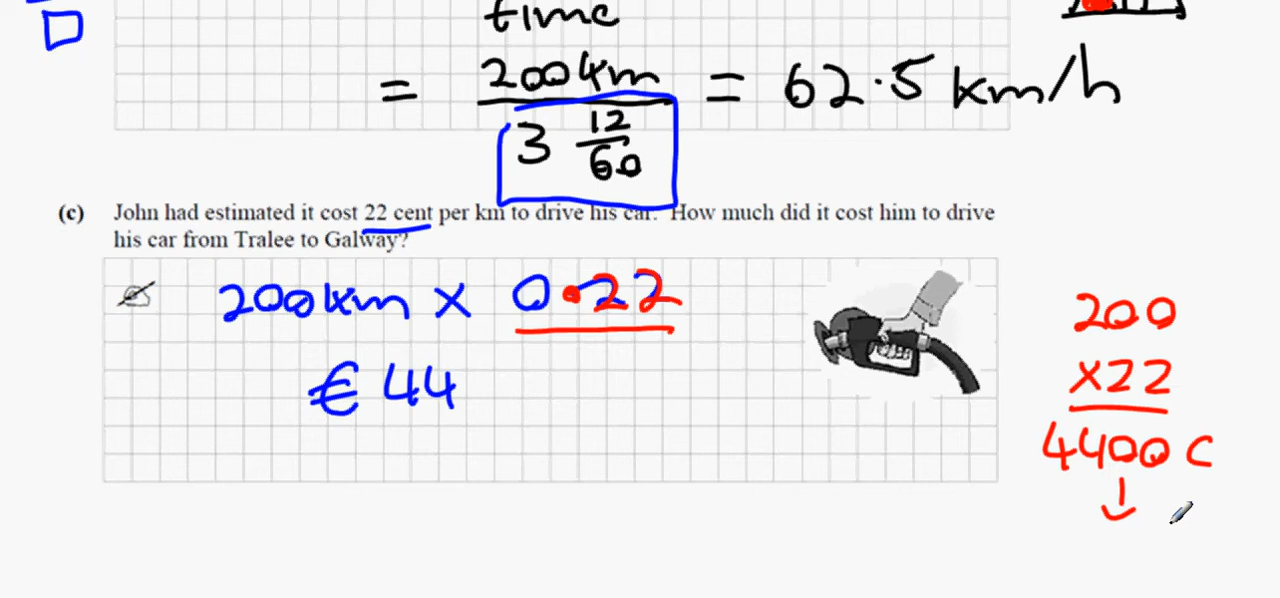 time
= 200km = 62.5 km/h
3 12/60
(c) John had estimated it cost 22 cent per km to drive his car. How much did it cost him to drive
his car from Tralee to Galway?
200km x 0.22
€ 44
200
x22
4400 c